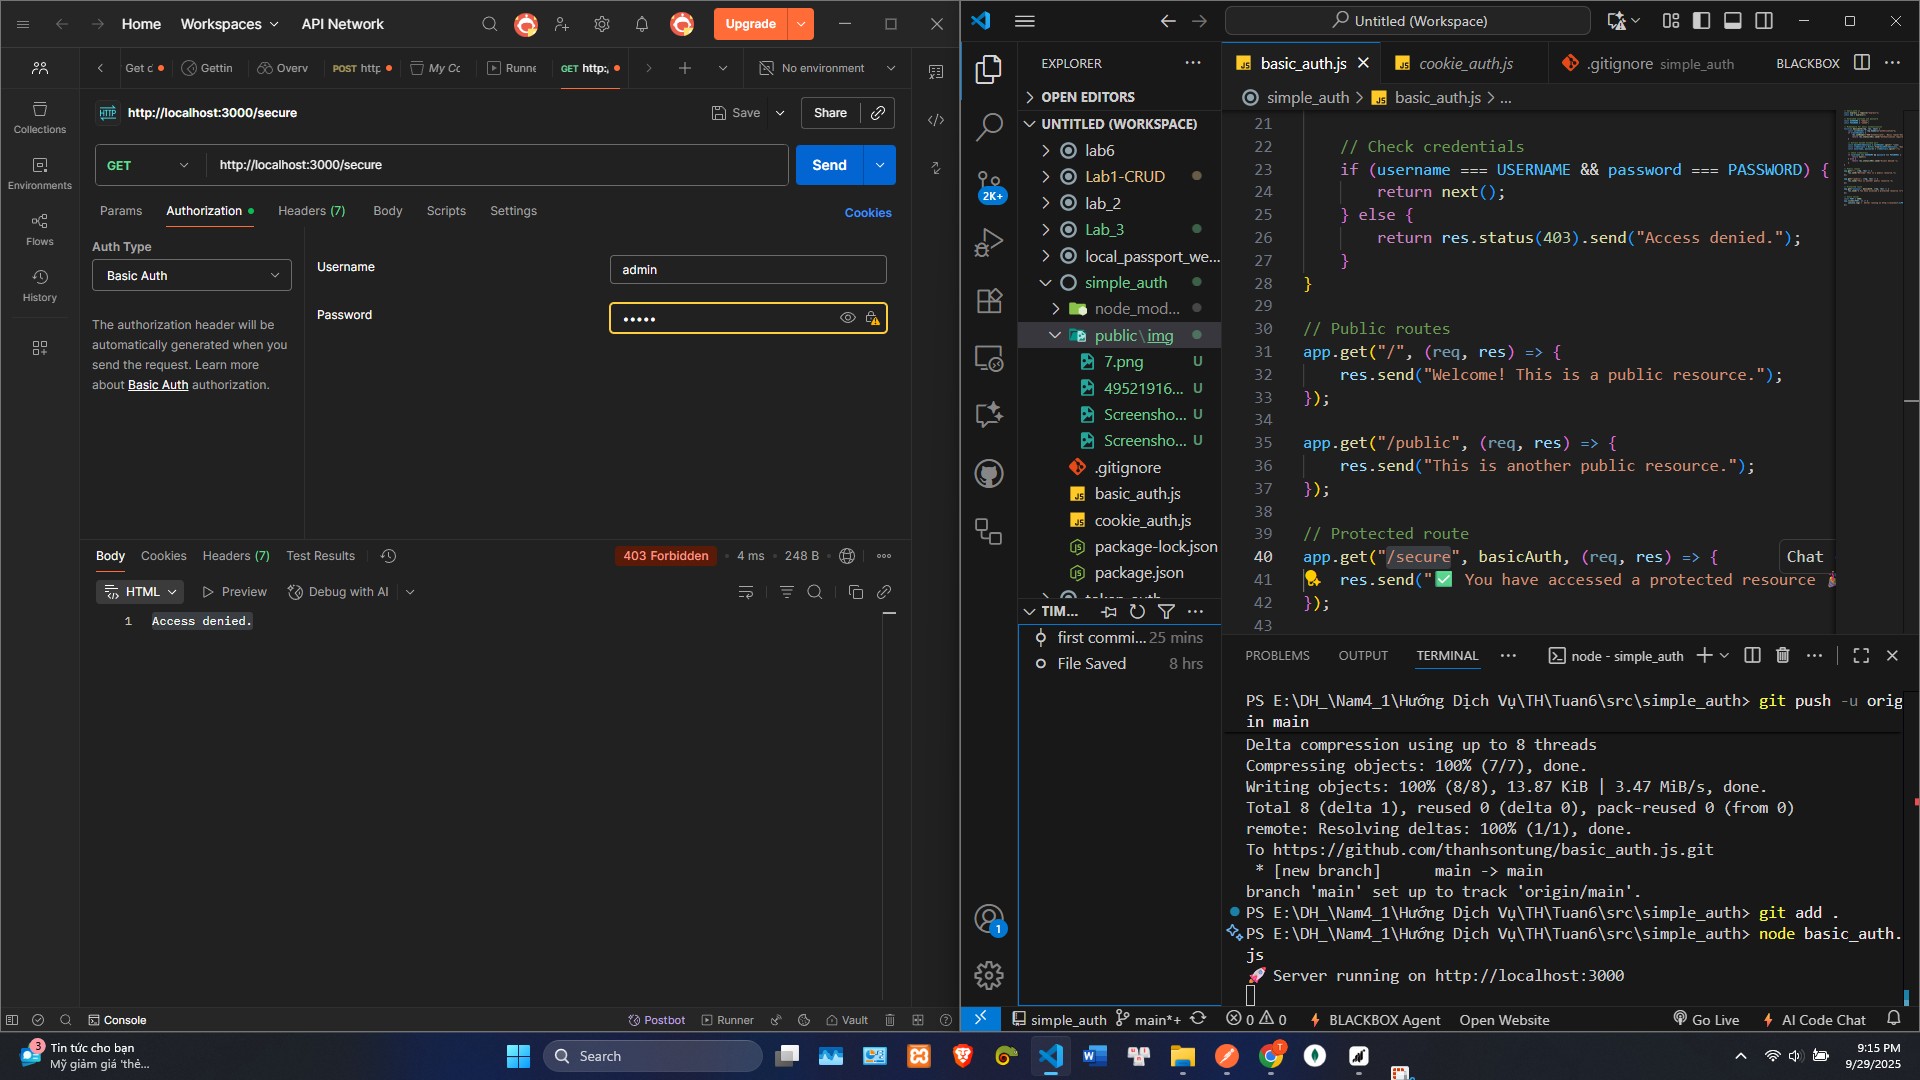 Home
Workspaces
API Network
Upgrade
Get c
Gettin
Overv
POST http
My Cc
Runne
GET http:,
No environment
http://localhost:3000/secure
Save
Share
GET
http://localhost:3000/secure
Send
Params
Authorization
Headers (7)
Body
Scripts
Settings
Cookies
Collections
Environments
Flows
History
Auth Type
Basic Auth
The authorization header will be
automatically generated when you
send the request. Learn more
about Basic Auth authorization.
Username
admin
Password
Body
Cookies
Headers (7)
Test Results
403 Forbidden
4 ms
248 B
HTML
Preview
Debug with AI
1
Access denied.
Console
Postbot
Runner
Vault
Untitled (Workspace)
2K+
1
EXPLORER
OPEN EDITORS
UNTITLED (WORKSPACE)
lab6
Lab1-CRUD
lab_2
Lab_3
local_passport_we...
simple_auth
node_mod...
public\img
7.png U
49521916... U
Screensho... U
Screensho... U
.gitignore
basic_auth.js
cookie_auth.js
package-lock.json
package.json
TIM...
first commi... 25 mins
File Saved 8 hrs
basic_auth.js
cookie_auth.js
.gitignore simple_auth
BLACKBOX
simple_auth > JS basic_auth.js > ...
21
22 // Check credentials
23 if (username === USERNAME && password === PASSWORD) {
24 return next();
25 } else {
26 return res.status(403).send("Access denied.");
27 }
28 }
29
30 // Public routes
31 app.get("/", (req, res) => {
32 res.send("Welcome! This is a public resource.");
33 });
34
35 app.get("/public", (req, res) => {
36 res.send("This is another public resource.");
37 });
38
39 // Protected route
40 app.get("/secure", basicAuth, (req, res) => {
Chat
41 res.send("✅ You have accessed a protected resource
42 });
43
PROBLEMS
OUTPUT
TERMINAL
node - simple_auth
PS E:\DH_\Nam4_1\Hướng Dịch Vụ\TH\Tuan6\src\simple_auth> git push -u orig
in main
Delta compression using up to 8 threads
Compressing objects: 100% (7/7), done.
Writing objects: 100% (8/8), 13.87 KiB | 3.47 MiB/s, done.
Total 8 (delta 1), reused 0 (delta 0), pack-reused 0 (from 0)
remote: Resolving deltas: 100% (1/1), done.
To https://github.com/thanhsontung/basic_auth.js.git
* [new branch] main -> main
branch 'main' set up to track 'origin/main'.
PS E:\DH_\Nam4_1\Hướng Dịch Vụ\TH\Tuan6\src\simple_auth> git add .
PS E:\DH_\Nam4_1\Hướng Dịch Vụ\TH\Tuan6\src\simple_auth> node basic_auth.
js
🚀 Server running on http://localhost:3000
simple_auth
main*+
0
0
BLACKBOX Agent
Open Website
Go Live
AI Code Chat
3
Tin tức cho bạn
Mỹ giảm giá 'thẻ...
Search
9:15 PM
9/29/2025